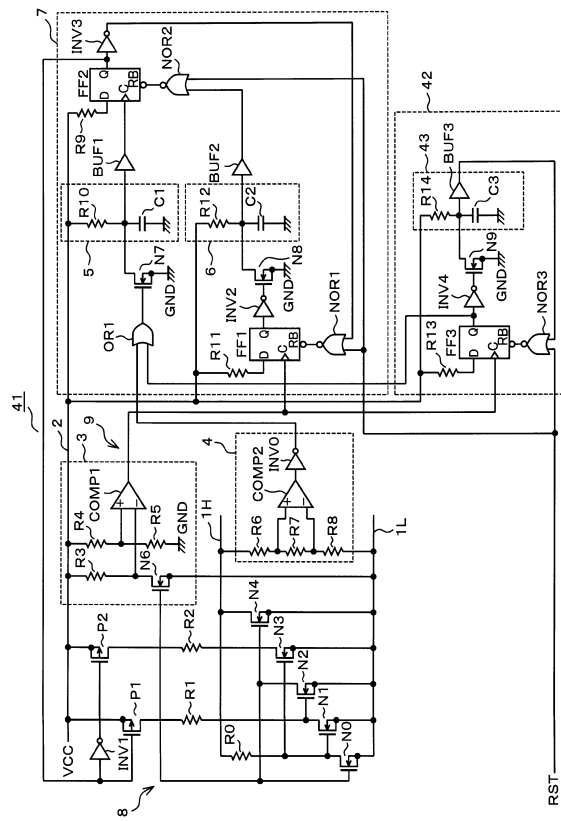 41
2
VCC
INV1
P1
P2
R1
R2
8
R0
N0
N1
N2
N3
N4
1H
1L
RST
9
3
R3
R4
COMP1
R5
N6
GND
4
COMP2
INV0
R6
R7
R8
7
INV3
FF2
D
Q
C
RB
NOR2
R9
BUF1
BUF2
5
R10
C1
N7
GND
OR1
6
R12
C2
N8
GND
INV2
R11
FF1
D
Q
C
RB
NOR1
42
43
BUF3
R14
C3
N9
GND
INV4
R13
FF3
D
Q
C
RB
NOR3